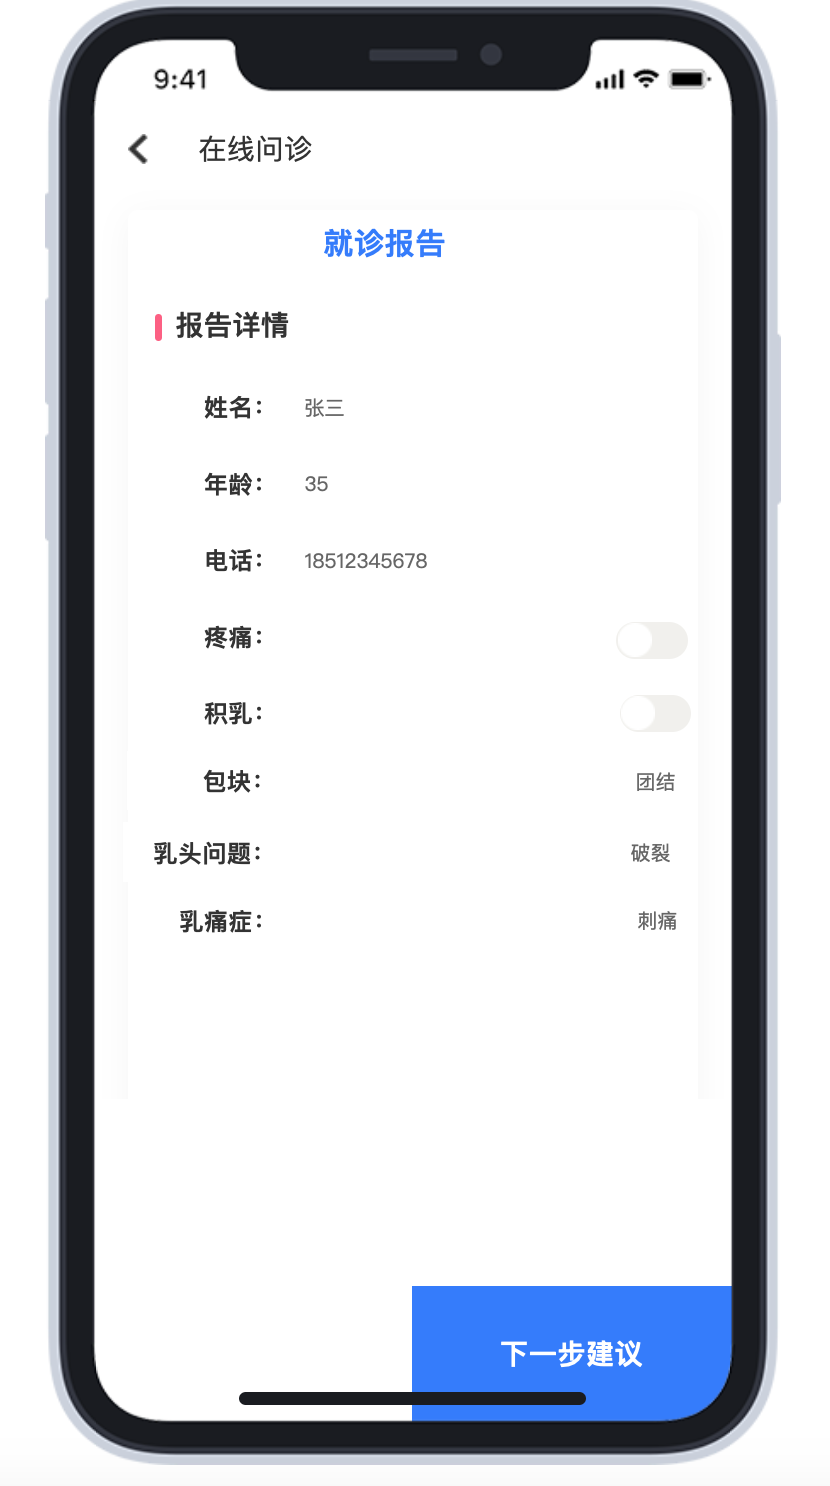 9:41
在线问诊
就诊报告
报告详情
姓名： 张三
年龄： 35
电话： 18512345678
疼痛：
积乳：
包块： 团结
乳头问题： 破裂
乳痛症： 刺痛
下一步建议